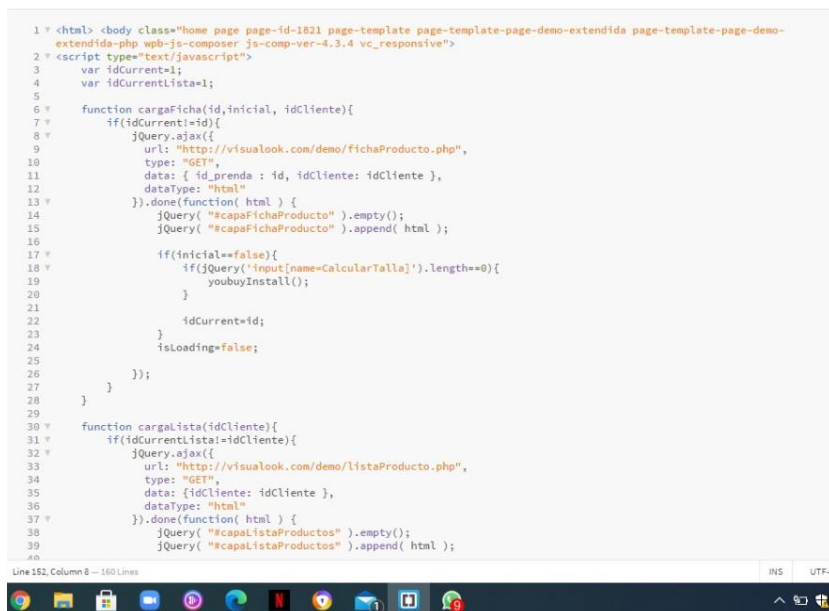 1 <html> <body class="home page page-id-1821 page-template page-template-page-demo-extendida page-template-page-demo-
extendida-php wpb-js-composer js-comp-ver-4.3.4 vc_responsive">
2 <script type="text/javascript">
3 var idCurrent=1;
4 var idCurrentLista=1;
5
6 function cargaFicha(id,inicial, idCliente){
7 if(idCurrent!=id){
8 jQuery.ajax({
9 url: "http://visualook.com/demo/fichaProducto.php",
10 type: "GET",
11 data: { id_prenda : id, idCliente: idCliente },
12 dataType: "html"
13 }).done(function( html ) {
14 jQuery( "#capaFichaProducto" ).empty();
15 jQuery( "#capaFichaProducto" ).append( html );
16
17 if(inicial==false){
18 if(jQuery('input[name=CalcularTalla]').length==0){
19 youbuyInstall();
20 }
21
22 idCurrent=id;
23 }
24 isLoading=false;
25
26 });
27 }
28 }
29
30 function cargaLista(idCliente){
31 if(idCurrentLista!=idCliente){
32 jQuery.ajax({
33 url: "http://visualook.com/demo/listaProducto.php",
34 type: "GET",
35 data: {idCliente: idCliente },
36 dataType: "html"
37 }).done(function( html ) {
38 jQuery( "#capaListaProductos" ).empty();
39 jQuery( "#capaListaProductos" ).append( html );
40
Line 152, Column 8 — 160 Lines INS UTF-
N 1 9